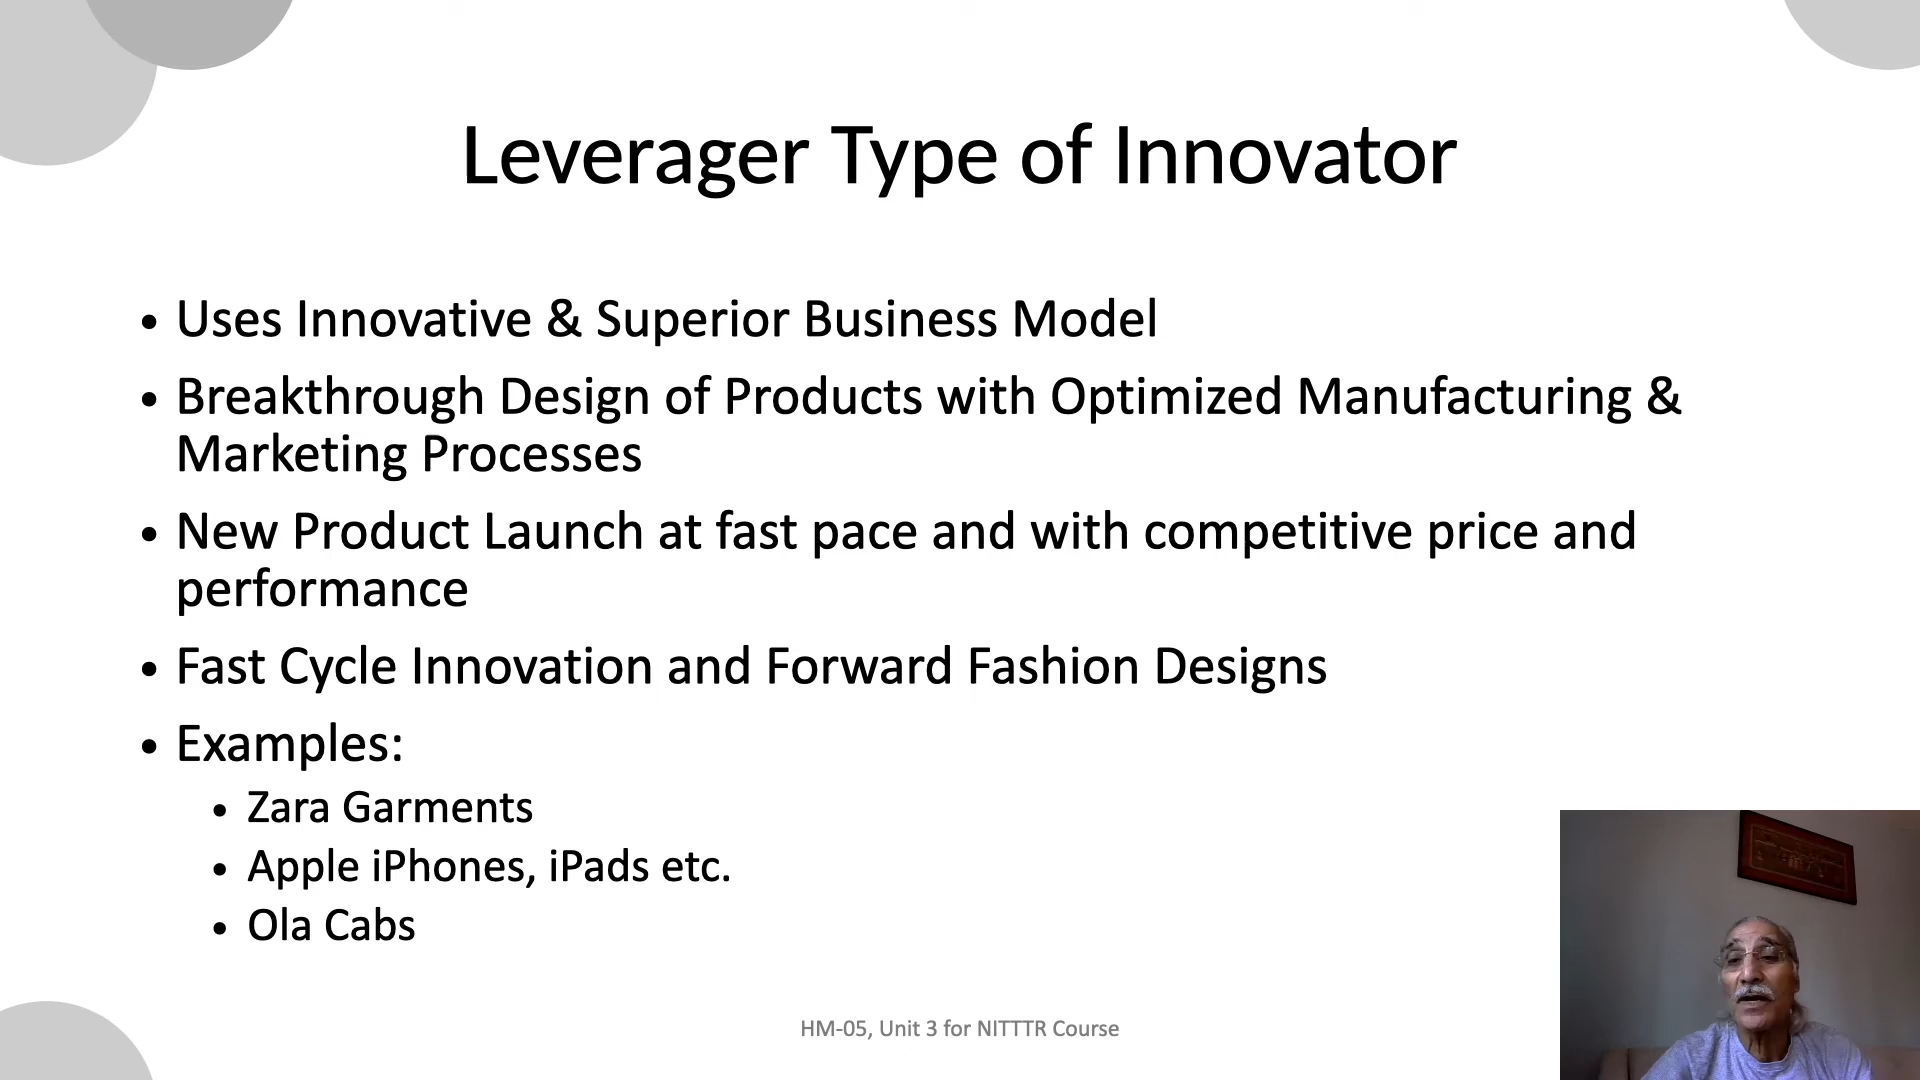 Leverager Type of Innovator
• Uses Innovative & Superior Business Model
• Breakthrough Design of Products with Optimized Manufacturing &
Marketing Processes
• New Product Launch at fast pace and with competitive price and
performance
• Fast Cycle Innovation and Forward Fashion Designs
• Examples:
• Zara Garments
• Apple iPhones, iPads etc.
• Ola Cabs
HM-05, Unit 3 for NITTTR Course